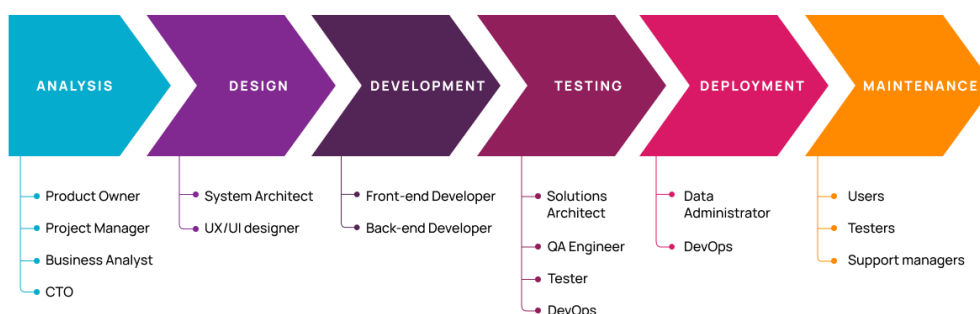 ANALYSIS
DESIGN
DEVELOPMENT
TESTING
DEPLOYMENT
MAINTENANCE
Product Owner
Project Manager
Business Analyst
CTO
System Architect
UX/UI designer
Front-end Developer
Back-end Developer
Solutions
Architect
QA Engineer
Tester
DevOps
Data
Administrator
DevOps
Users
Testers
Support managers